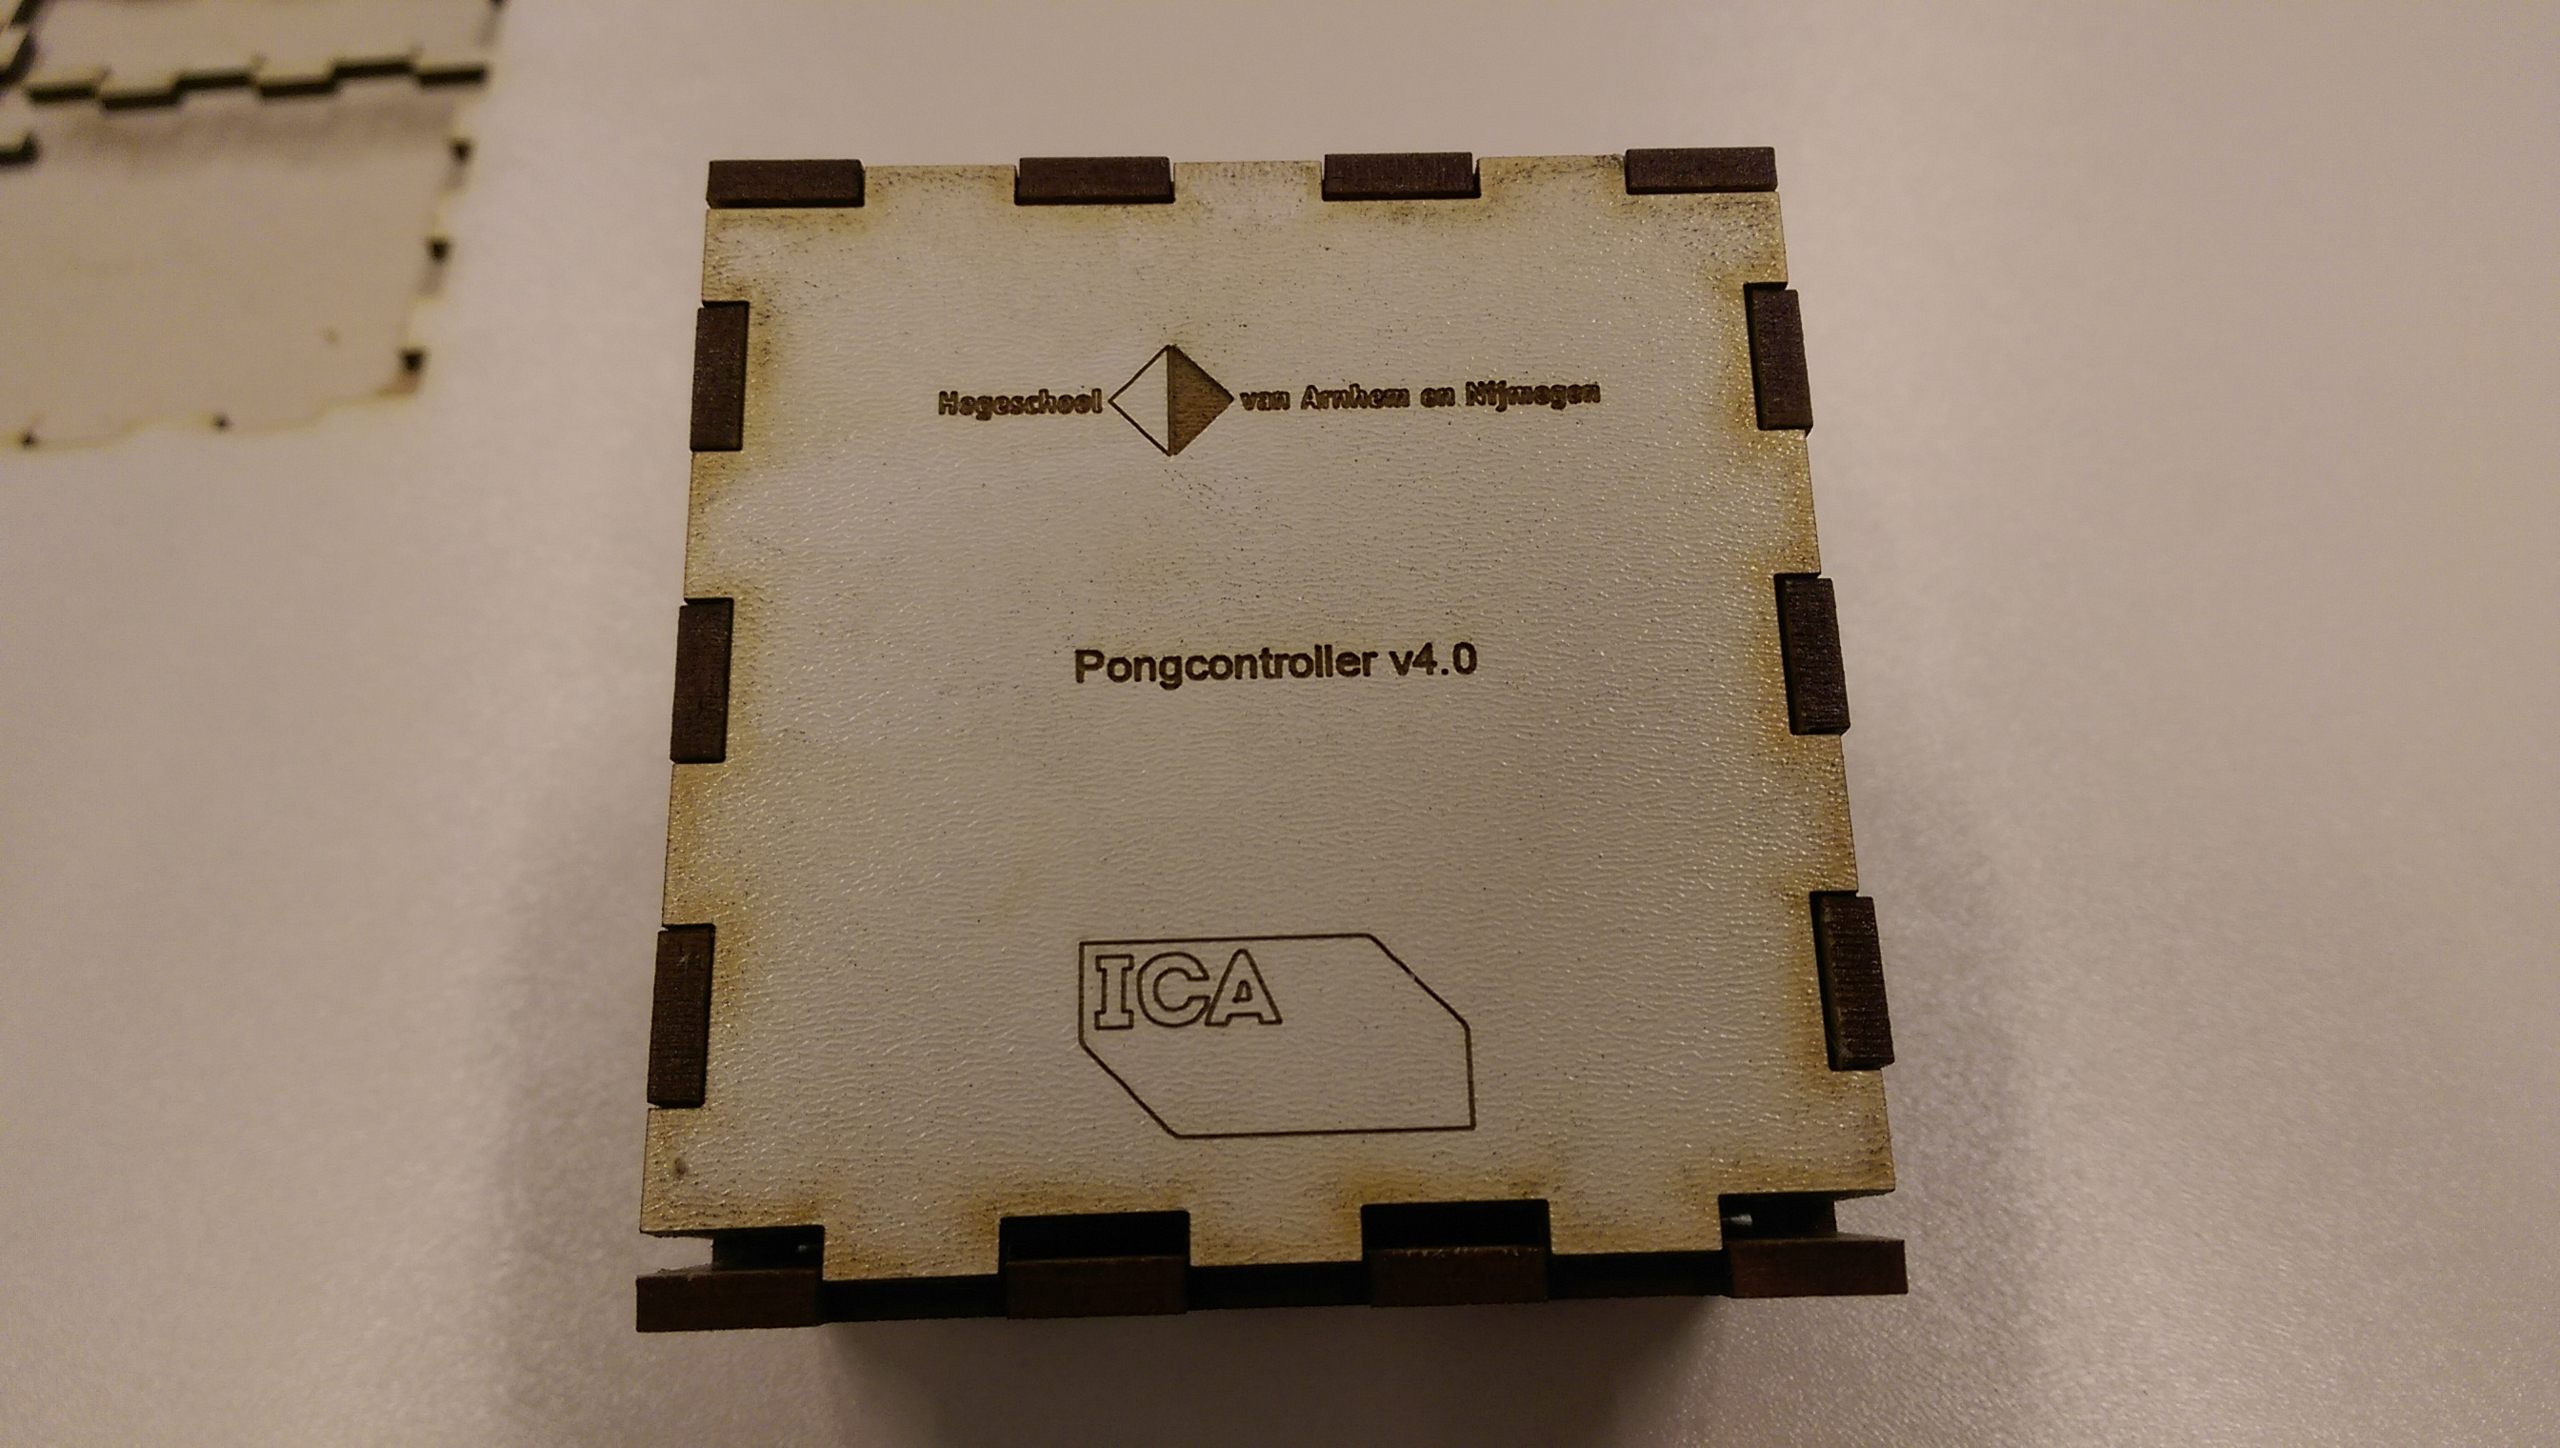 Hogeschool van Arnhem en Nijmegen
Pongcontroller v4.0
ICA